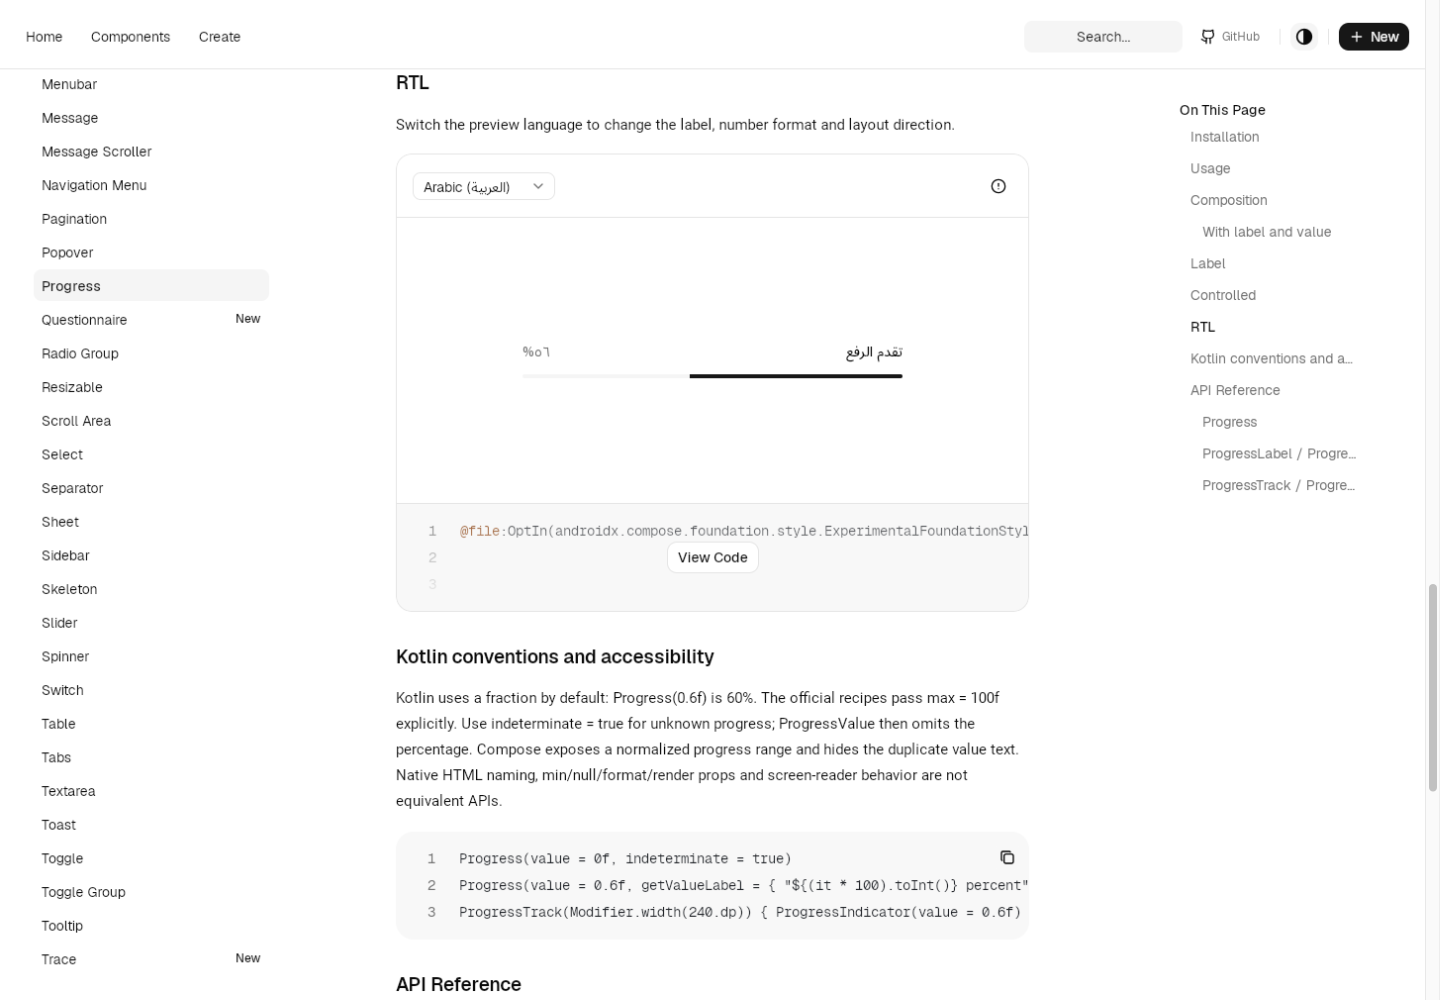 Home
Components
Create
Search...
GitHub
New
Menubar
Message
Message Scroller
Navigation Menu
Pagination
Popover
Progress
Questionnaire New
Radio Group
Resizable
Scroll Area
Select
Separator
Sheet
Sidebar
Skeleton
Slider
Spinner
Switch
Table
Tabs
Textarea
Toast
Toggle
Toggle Group
Tooltip
Trace New
RTL
Switch the preview language to change the label, number format and layout direction.
Arabic (العربية)
تقدم الرفع
%٥٦
1 @file:OptIn(androidx.compose.foundation.style.ExperimentalFoundationStyl
2
3
View Code
Kotlin conventions and accessibility
Kotlin uses a fraction by default: Progress(0.6f) is 60%. The official recipes pass max = 100f
explicitly. Use indeterminate = true for unknown progress; ProgressValue then omits the
percentage. Compose exposes a normalized progress range and hides the duplicate value text.
Native HTML naming, min/null/format/render props and screen-reader behavior are not
equivalent APIs.
1 Progress(value = 0f, indeterminate = true)
2 Progress(value = 0.6f, getValueLabel = { "${(it * 100).toInt()} percent"
3 ProgressTrack(Modifier.width(240.dp)) { ProgressIndicator(value = 0.6f)
API Reference
On This Page
Installation
Usage
Composition
With label and value
Label
Controlled
RTL
Kotlin conventions and a...
API Reference
Progress
ProgressLabel / Progre...
ProgressTrack / Progre...